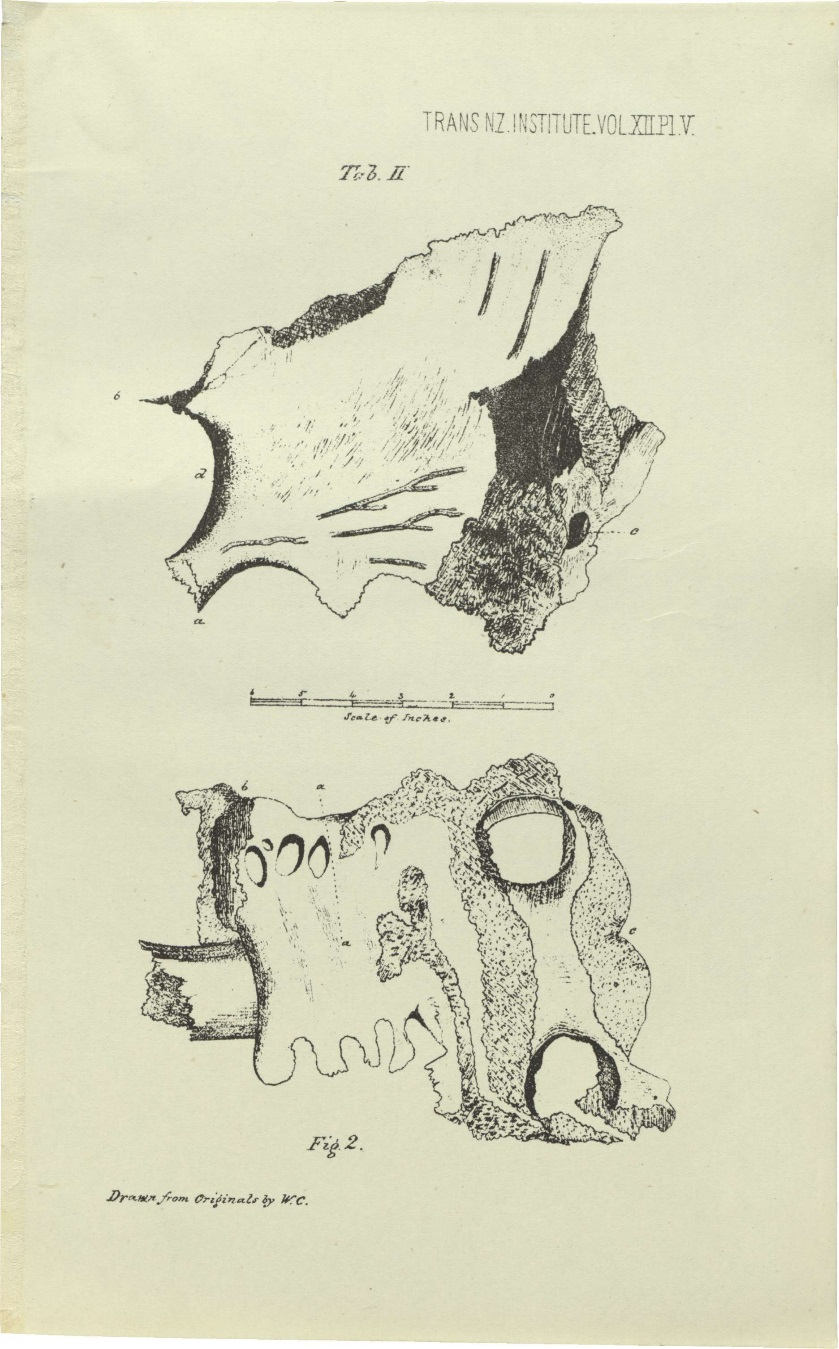 TRANS N.Z. INSTITUTE. VOL. XII. Pl. V.
Tab. II
b
d
c
a
6 5 4 3 2 1 0
Scale of Inches.
b a
c
a
Fig. 2.
Drawn from Originals by W.C.